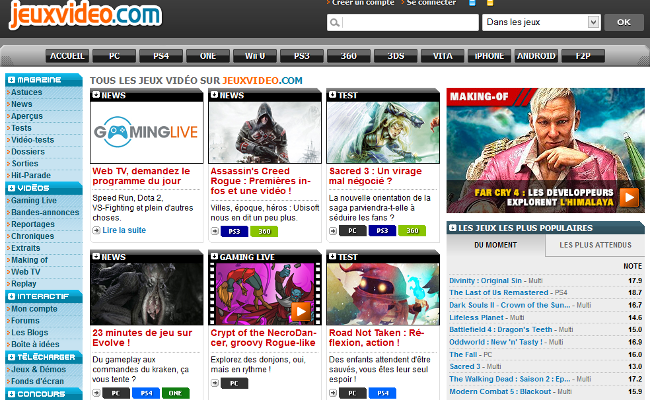 jeuxvideo.com
Créer un compte
Se connecter
Dans les jeux
OK
ACCUEIL
PC
PS4
ONE
Wii U
PS3
360
3DS
VITA
iPHONE
ANDROID
F2P
MAGAZINE
Astuces
News
Aperçus
Tests
Vidéo-tests
Dossiers
Sorties
Hit-Parade
VIDÉOS
Gaming Live
Bandes-annonces
Reportages
Chroniques
Extraits
Making of
Web TV
Replay
INTERACTIF
Mon compte
Forums
Les Blogs
Boîte à idées
TÉLÉCHARGER
Jeux & Démos
Fonds d'écran
CONCOURS
TOUS LES JEUX VIDÉO SUR JEUXVIDEO.COM
NEWS
GAMINGLIVE
Web TV, demandez le
programme du jour
Speed Run, Dota 2,
VS-Fighting et plein d'autres
choses.
Lire la suite
NEWS
Assassin's Creed
Rogue : Premières in-
fos et une vidéo !
Villes, époque, héros : Ubisoft
nous en dit un peu plus.
PS3
360
TEST
Sacred 3 : Un virage
mal négocié ?
La nouvelle orientation de la
saga parviendra-t-elle à
séduire les fans ?
PC
PS3
360
NEWS
23 minutes de jeu sur
Evolve !
Du gameplay aux
commandes du kraken, ça
vous tente ?
PC
PS4
ONE
GAMING LIVE
Crypt of the NecroDan-
cer, groovy Rogue-like
Explorez des donjons, oui,
mais en rythme !
PC
TEST
Road Not Taken : Ré-
flexion, action !
Des enfants attendent d'être
sauvés, vous êtes leur seul
espoir !
PC
PS4
MAKING-OF
FAR CRY 4 : LES DÉVELOPPEURS
EXPLORENT L'HIMALAYA
LES JEUX LES PLUS POPULAIRES
DU MOMENT
LES PLUS ATTENDUS
NOTE
Divinity : Original Sin - Multi 17.9
The Last of Us Remastered - PS4 18.7
Dark Souls II - Crown of the Sun... - Multi 16.7
Lifeless Planet - Multi 14.6
Battlefield 4 : Dragon's Teeth - Multi 15.0
Oddworld : New 'n' Tasty ! - Multi 16.9
The Fall - PC 16.0
Sacred 3 - Multi 13.0
The Walking Dead : Saison 2 : Ep... - Multi 17.2
Modern Combat 5 : Blackout - Multi 15.9